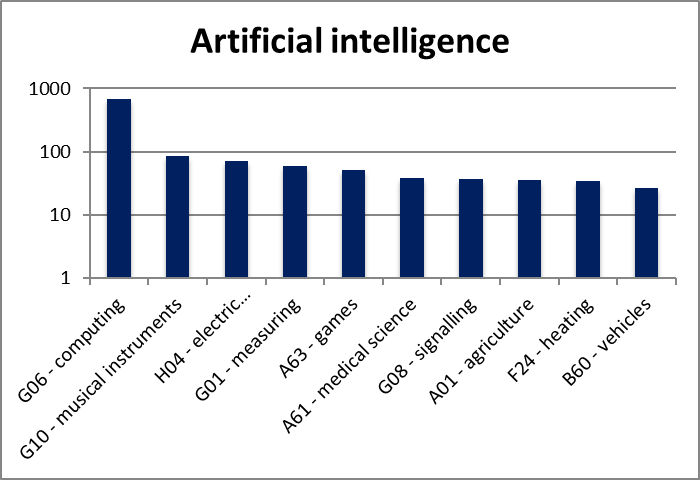 Artificial intelligence
1000
100
10
1
G06 - computing
G10 - musical instruments
H04 - electric...
G01 - measuring
A63 - games
A61 - medical science
G08 - signalling
A01 - agriculture
F24 - heating
B60 - vehicles